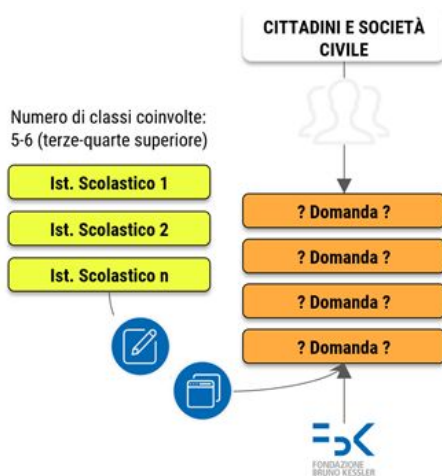 CITTADINI E SOCIETÀ
CIVILE
Numero di classi coinvolte:
5-6 (terze-quarte superiore)
Ist. Scolastico 1
Ist. Scolastico 2
Ist. Scolastico n
? Domanda ?
? Domanda ?
? Domanda ?
? Domanda ?
FBK
FONDAZIONE
BRUNO KESSLER